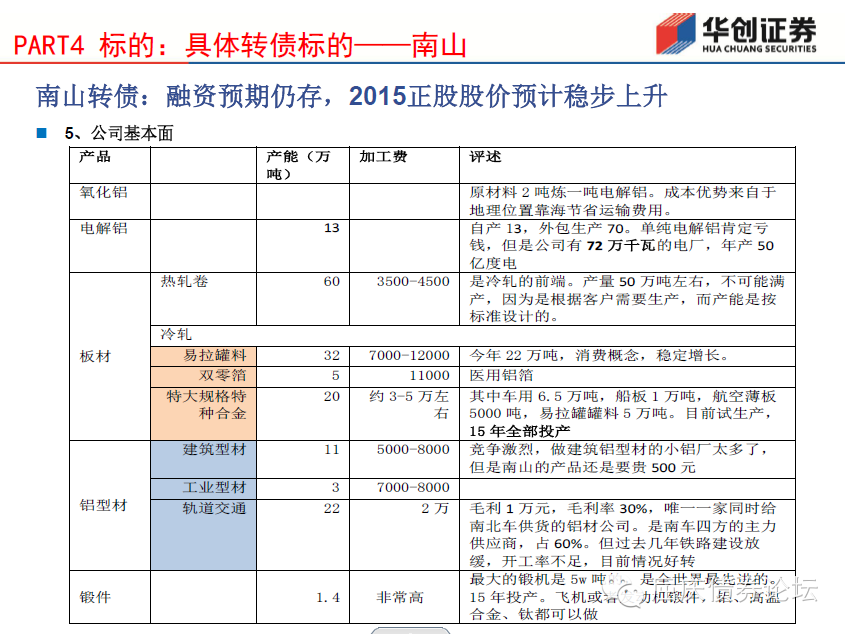 PART4 标的：具体转债标的——南山
华创证券
HUA CHUANG SECURITIES
南山转债：融资预期仍存，2015正股股价预计稳步上升
5、公司基本面
产品 产能（万吨） 加工费 评述
氧化铝 原材料 2 吨炼一吨电解铝。成本优势来自于
地理位置靠海节省运输费用。
电解铝 13 自产 13，外包生产 70。单纯电解铝肯定亏
钱，但是公司有 72 万千瓦的电厂，年产 50
亿度电
板材
热轧卷 60 3500-4500 是冷轧的前端。产量 50 万吨左右，不可能满
产，因为是根据客户需要生产，而产能是按
标准设计的。
冷轧
易拉罐料 32 7000-12000 今年 22 万吨，消费概念，稳定增长。
双零箔 5 11000 医用铝箔
特大规格特 20 约 3-5 万左 其中车用 6.5 万吨，船板 1 万吨，航空薄板
种合金 右 5000 吨，易拉罐罐料 5 万吨。目前试生产，
15 年全部投产
铝型材
建筑型材 11 5000-8000 竞争激烈，做建筑铝型材的小铝厂太多了，
但是南山的产品还是要贵 500 元
工业型材 3 7000-8000
轨道交通 22 2 万 毛利 1 万元，毛利率 30%，唯一一家同时给
南北车供货的铝材公司。是南车四方的主力
供应商，占 60%。但过去几年铁路建设放
缓，开工率不足，目前情况好转
锻件 1.4 非常高 最大的锻机是 5w 吨 是全世界最先进的。
15 年投产。飞机或者 动机锻件，铝、高温
合金、钛都可以做
债券论坛